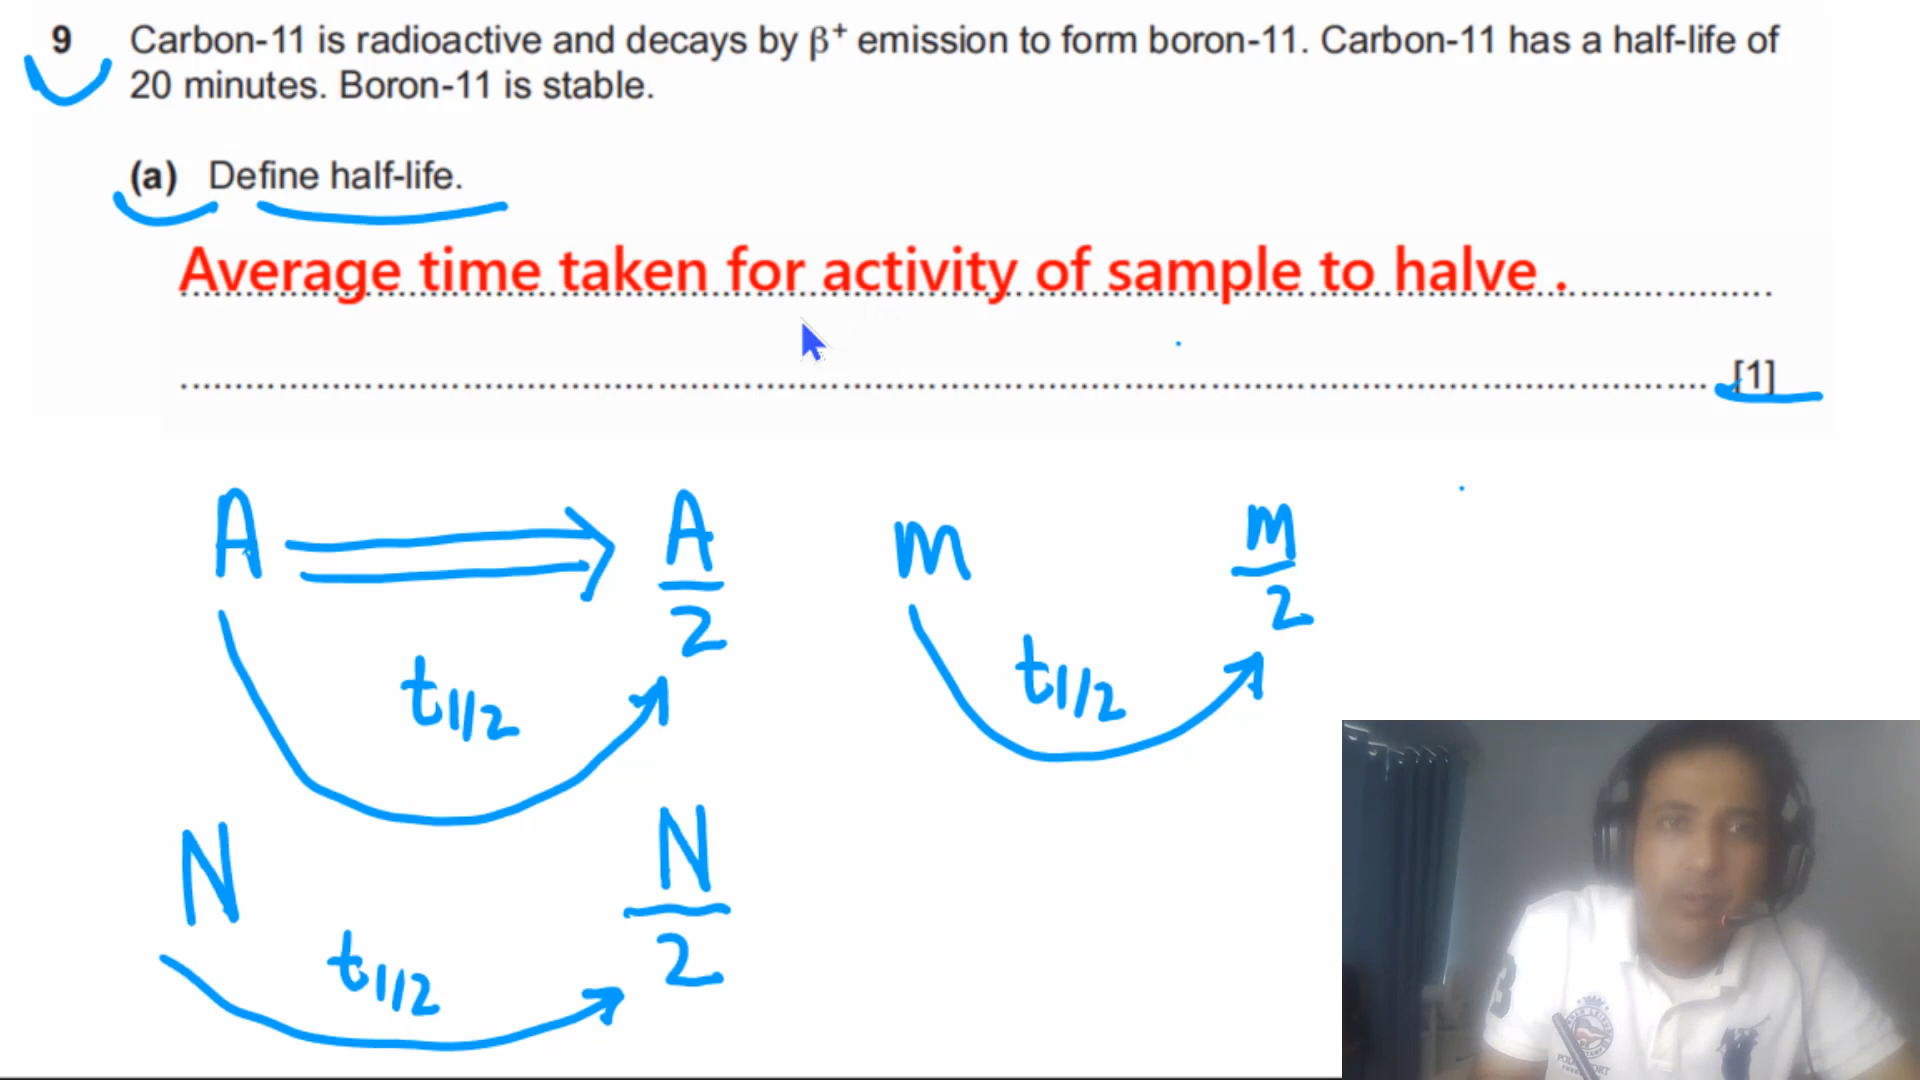 9 Carbon-11 is radioactive and decays by β⁺ emission to form boron-11. Carbon-11 has a half-life of
20 minutes. Boron-11 is stable.
(a) Define half-life.
Average time taken for activity of sample to halve .
[1]
A ⇒ A/2
t1/2
m m/2
t1/2
N N/2
t1/2
3